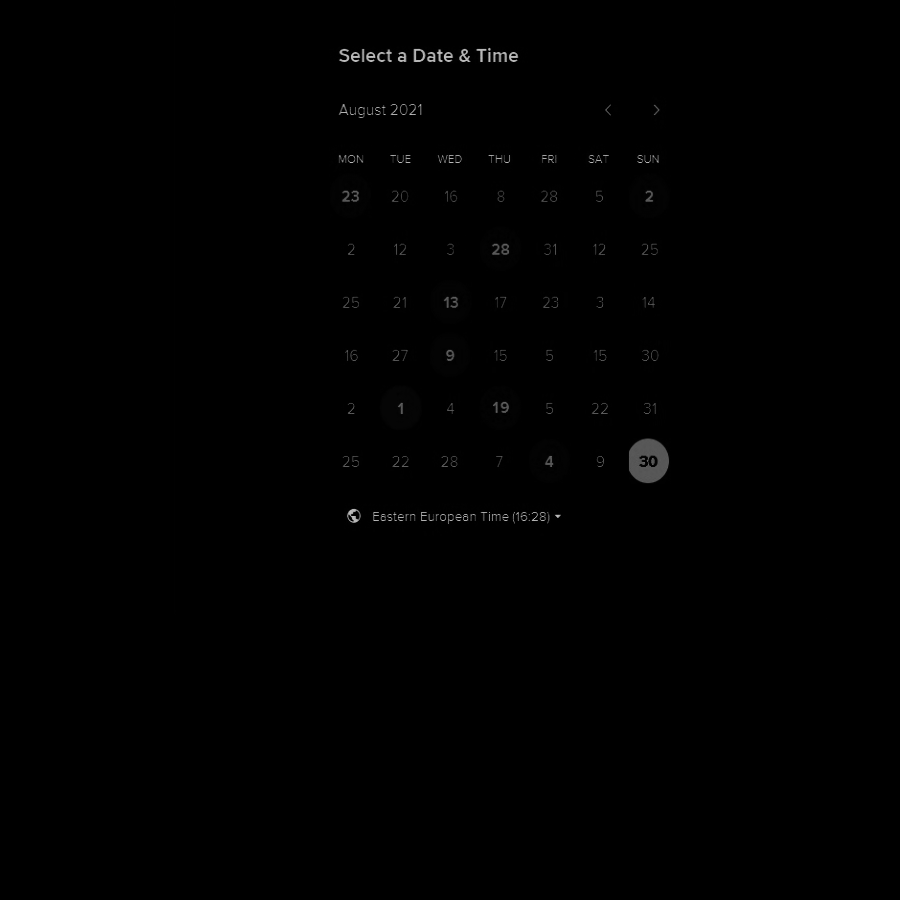 Select a Date & Time
August 2021
MON TUE WED THU FRI SAT SUN
23 20 16 8 28 5 2
2 12 3 28 31 12 25
25 21 13 17 23 3 14
16 27 9 15 5 15 30
2 1 4 19 5 22 31
25 22 28 7 4 9 30
Eastern European Time (16:28)